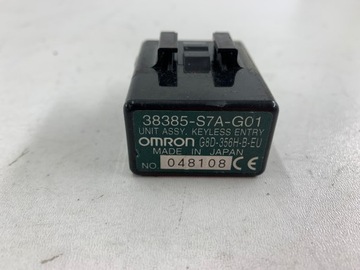 38385-S7A-G01
UNIT ASSY. KEYLESS ENTRY
OMRON G8D-356H-B-EU
MADE IN JAPAN
NO. 048108 CE